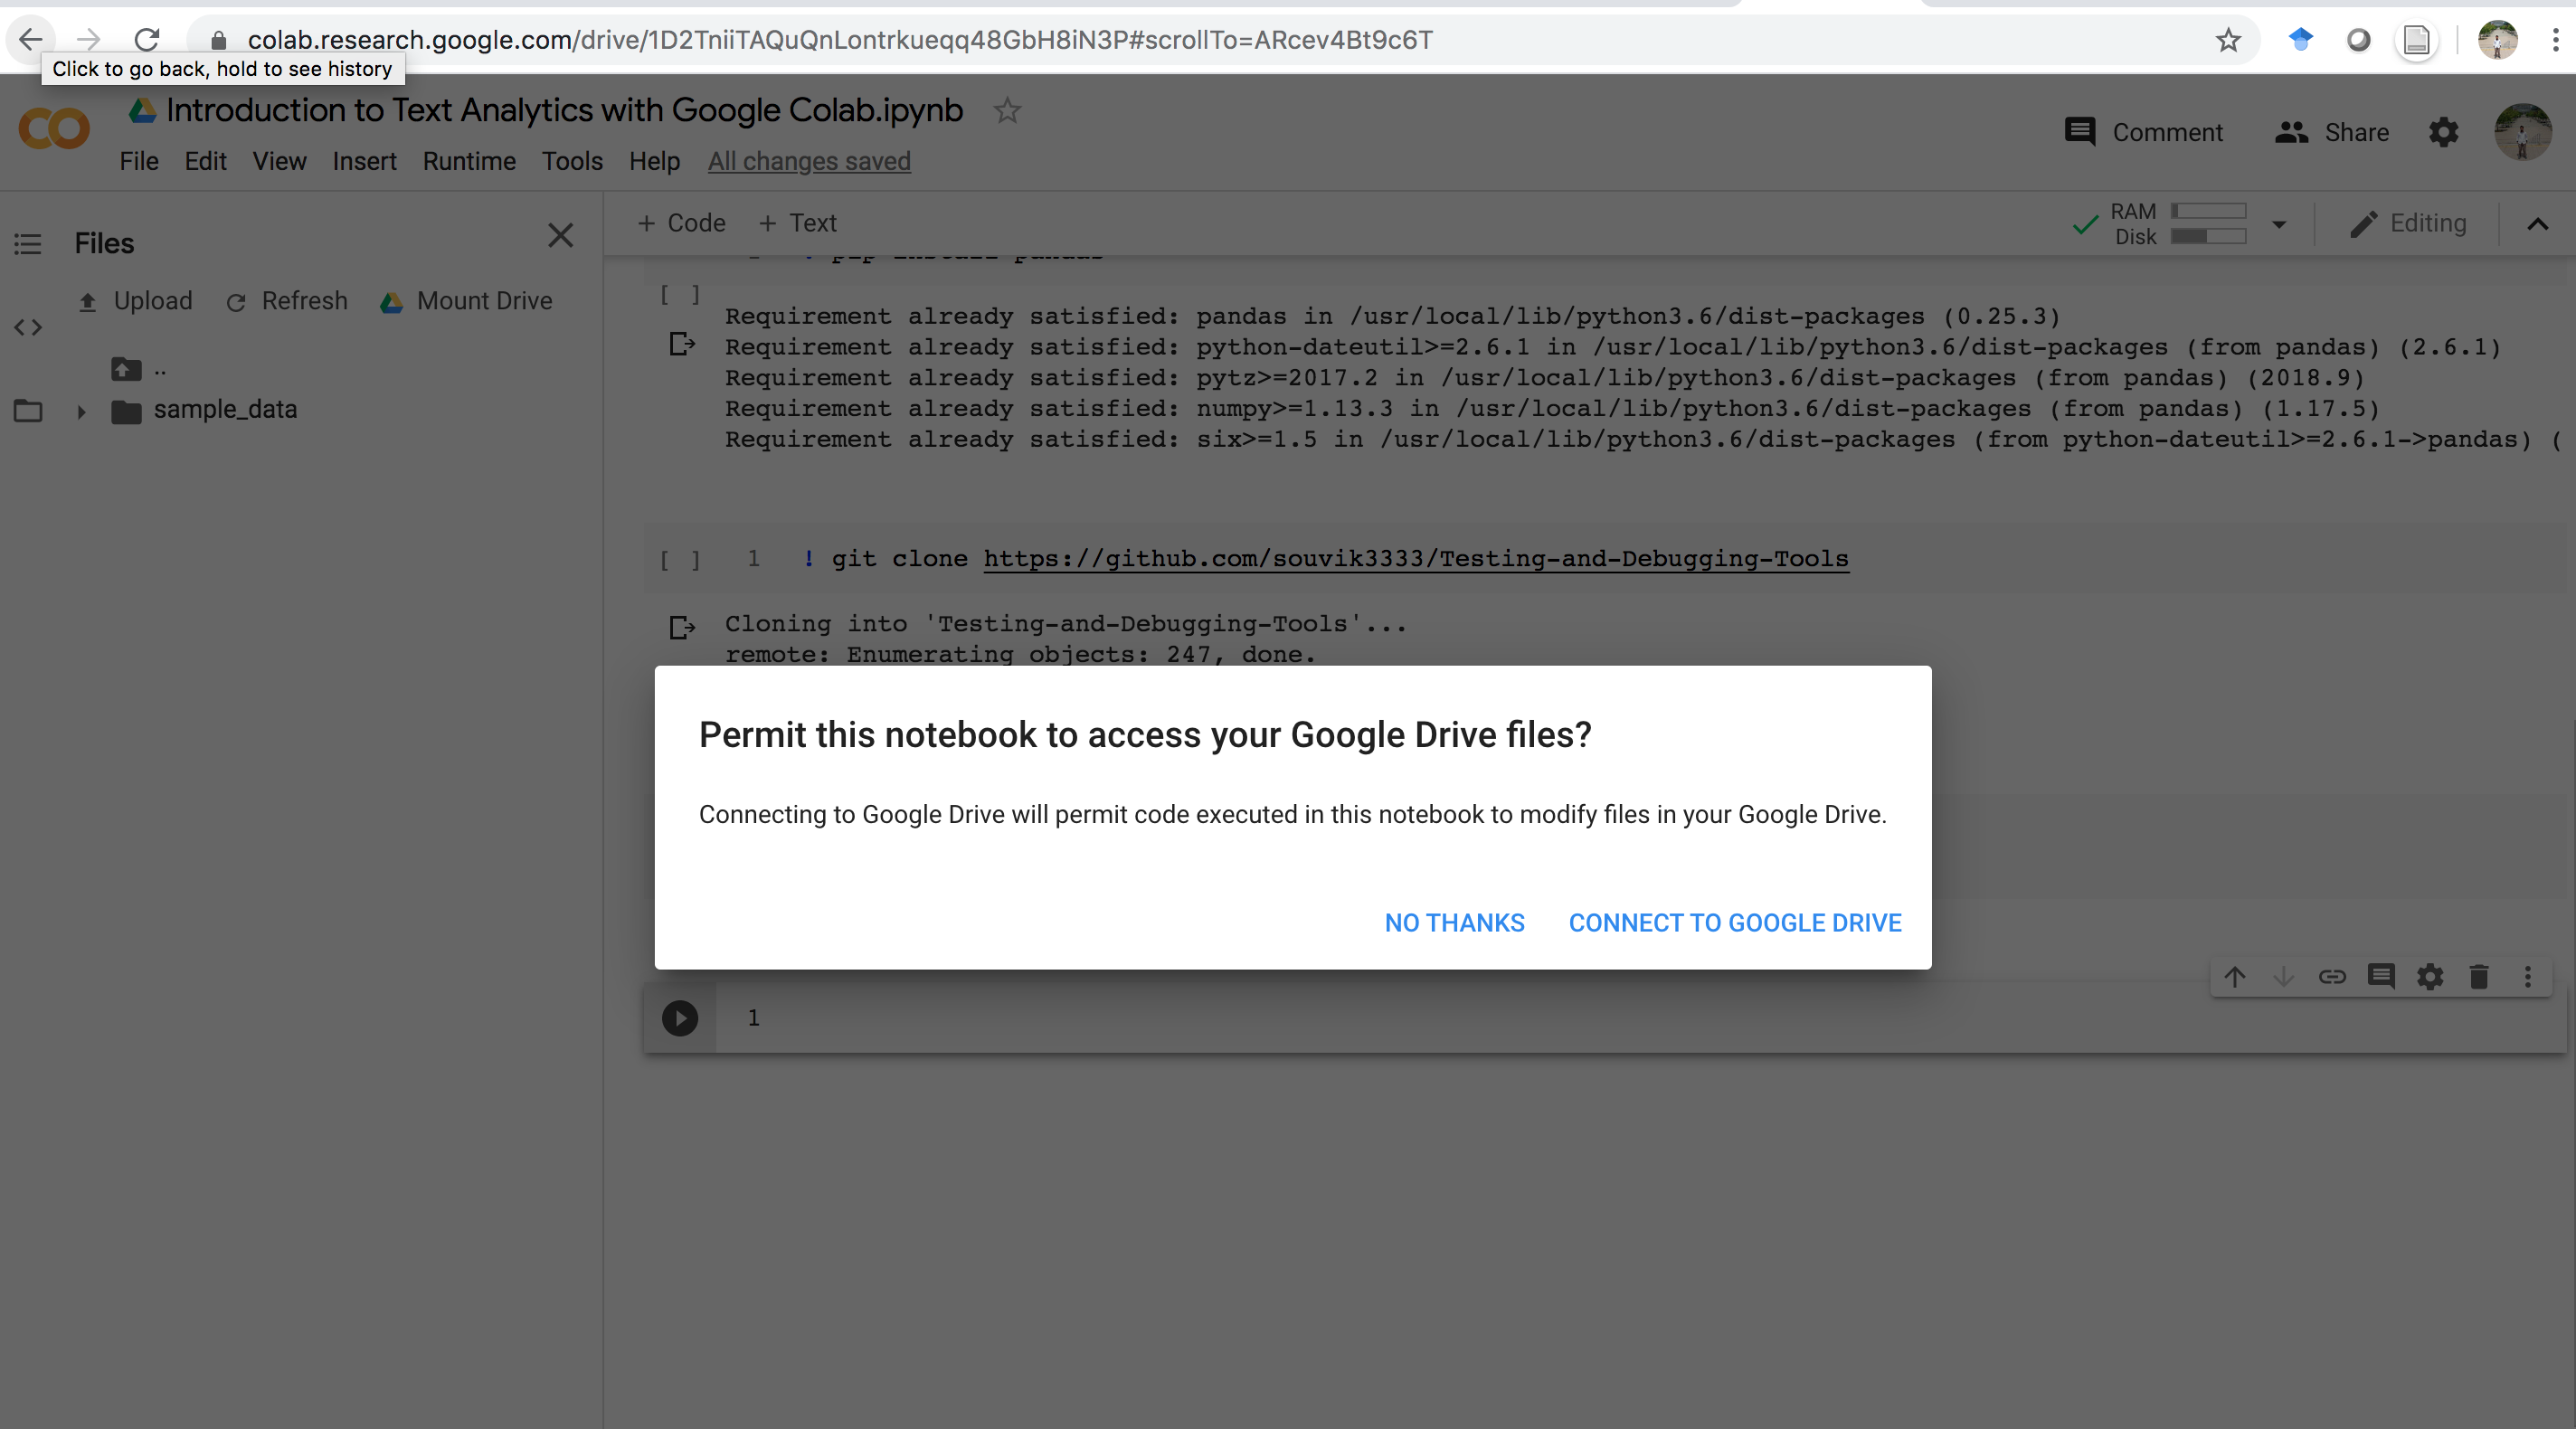 colab.research.google.com/drive/1D2TniiTAQuQnLontrkueqq48GbH8iN3P#scrollTo=ARcev4Bt9c6T
Click to go back, hold to see history
Introduction to Text Analytics with Google Colab.ipynb
Comment Share
File Edit View Insert Runtime Tools Help All changes saved
Files
+ Code + Text
RAM
Disk
Editing
Upload Refresh Mount Drive
..
sample_data
1 ! pip install pandas
[ ]
Requirement already satisfied: pandas in /usr/local/lib/python3.6/dist-packages (0.25.3)
Requirement already satisfied: python-dateutil>=2.6.1 in /usr/local/lib/python3.6/dist-packages (from pandas) (2.6.1)
Requirement already satisfied: pytz>=2017.2 in /usr/local/lib/python3.6/dist-packages (from pandas) (2018.9)
Requirement already satisfied: numpy>=1.13.3 in /usr/local/lib/python3.6/dist-packages (from pandas) (1.17.5)
Requirement already satisfied: six>=1.5 in /usr/local/lib/python3.6/dist-packages (from python-dateutil>=2.6.1->pandas) (
[ ] 1 ! git clone https://github.com/souvik3333/Testing-and-Debugging-Tools
Cloning into 'Testing-and-Debugging-Tools'...
remote: Enumerating objects: 247, done.
Permit this notebook to access your Google Drive files?
Connecting to Google Drive will permit code executed in this notebook to modify files in your Google Drive.
NO THANKS CONNECT TO GOOGLE DRIVE
1